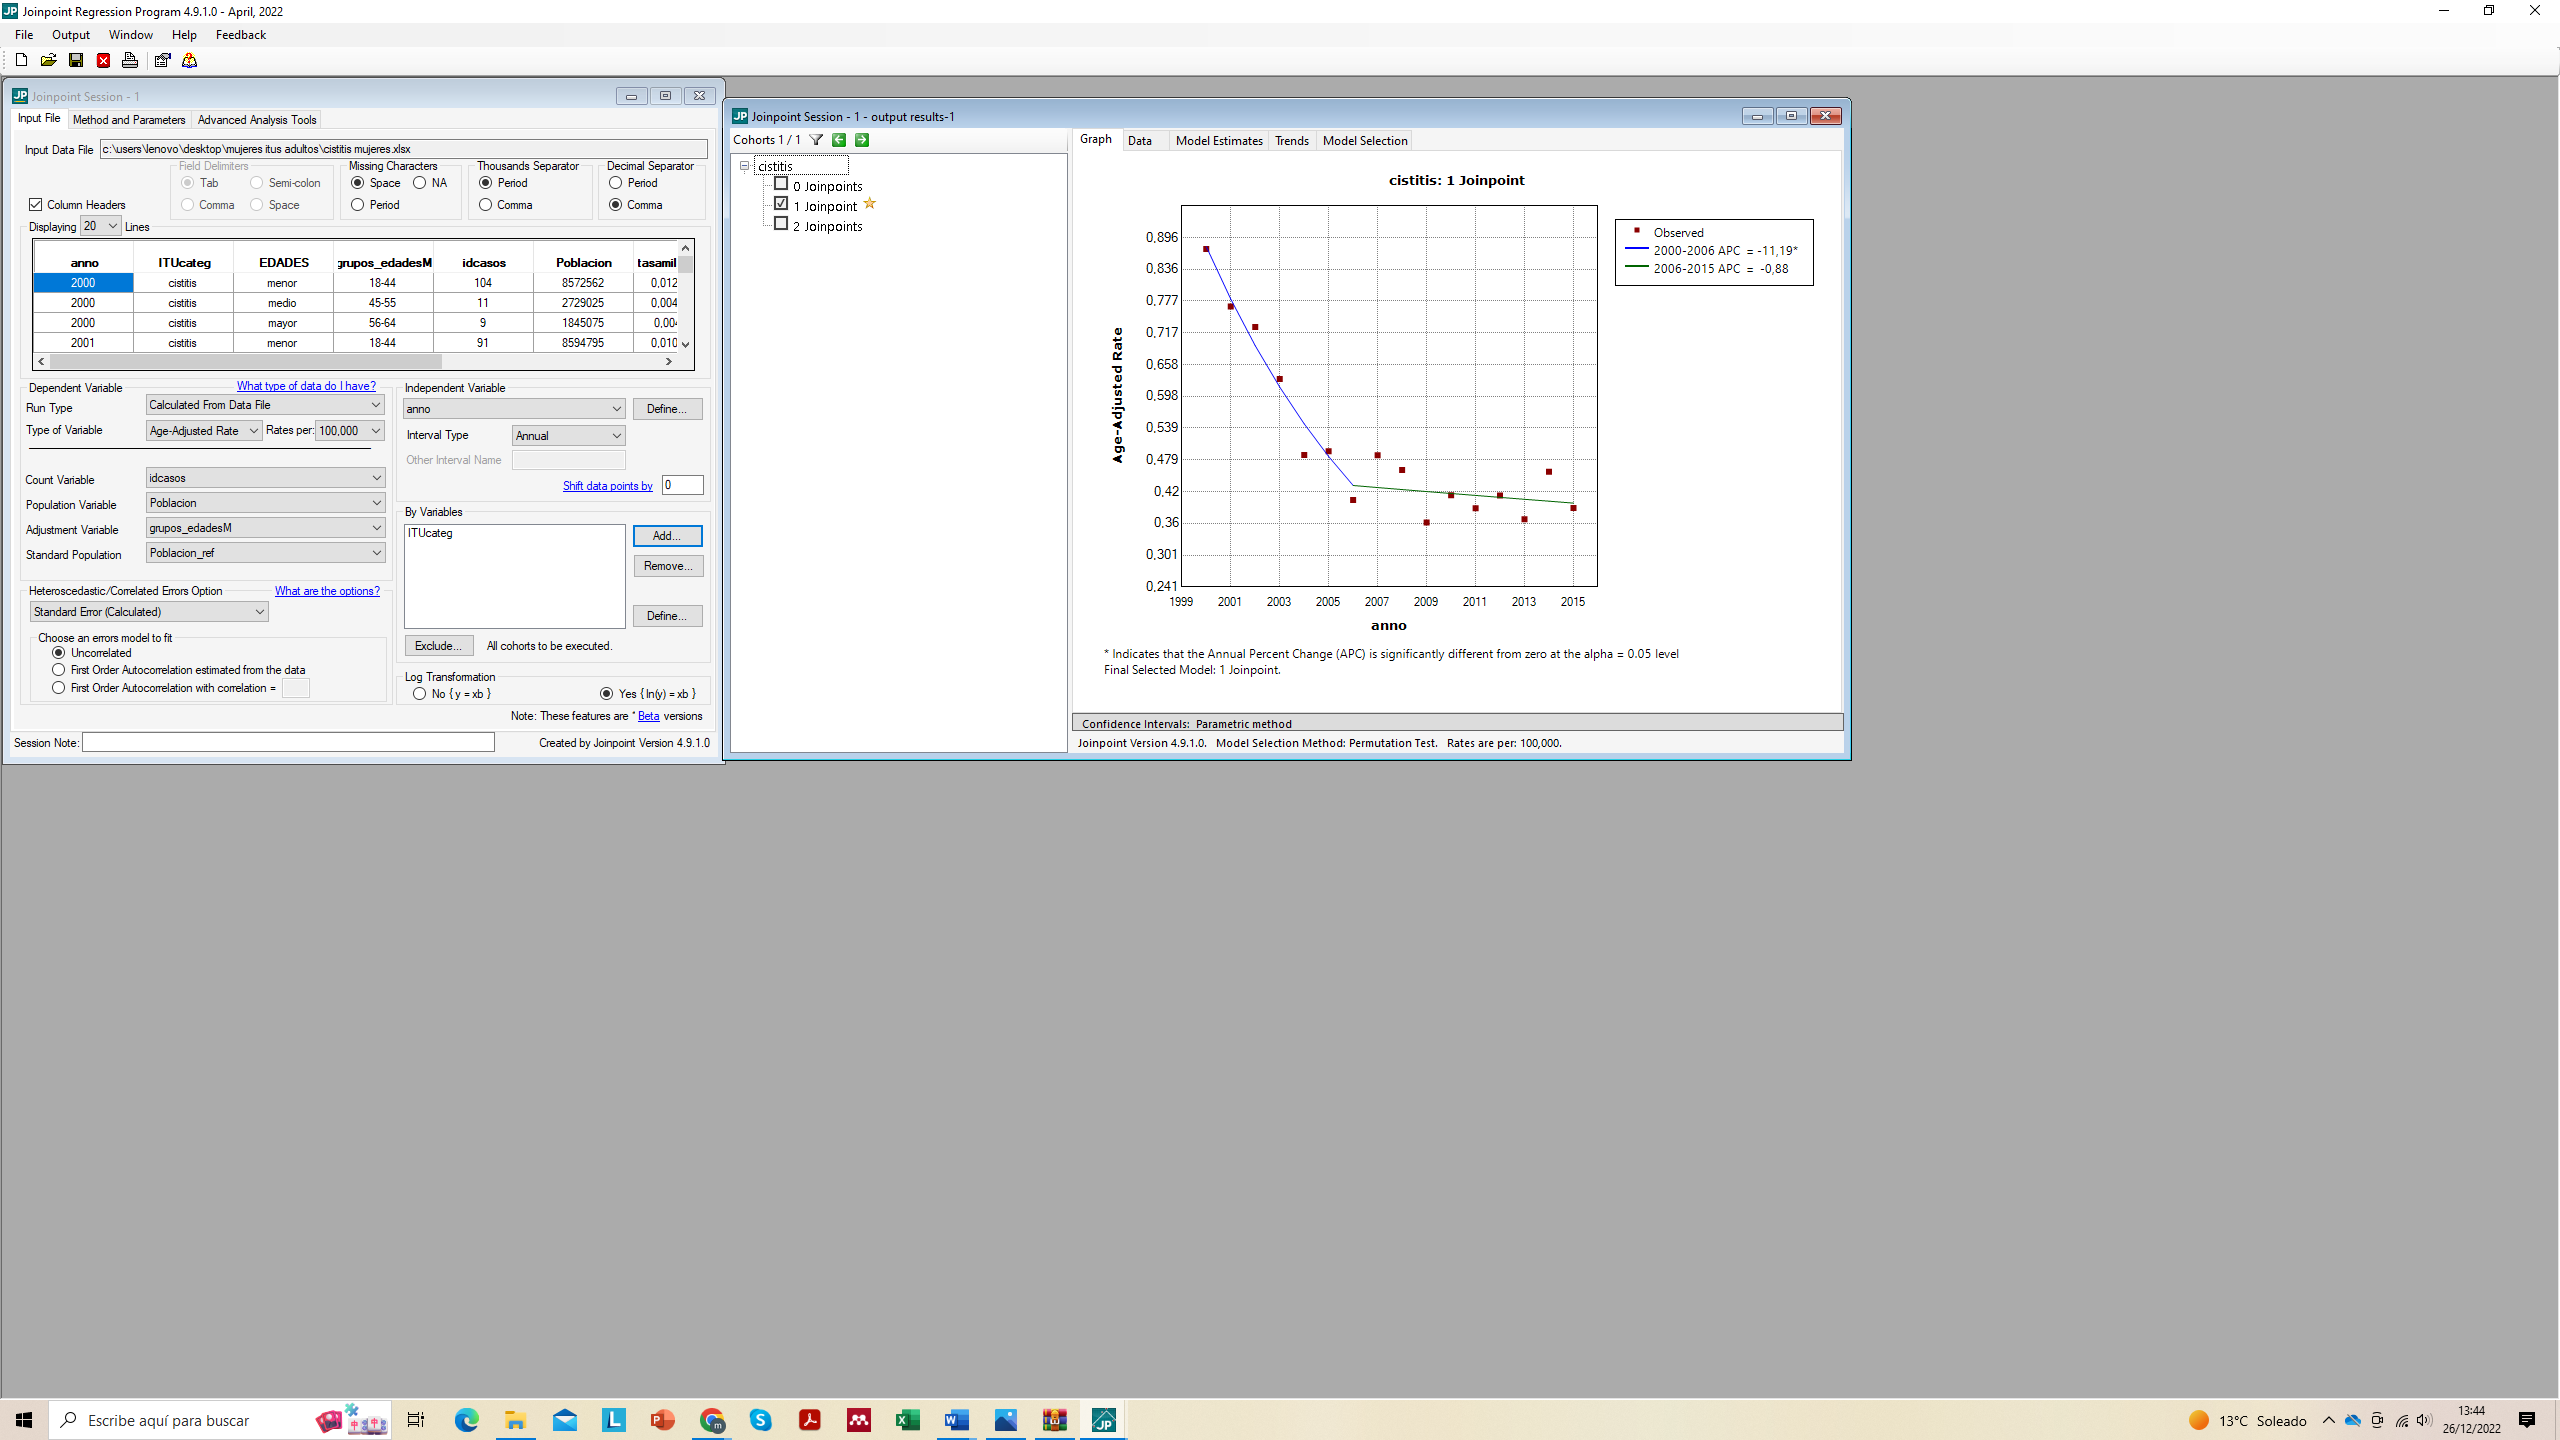 Joinpoint Regression Program 4.9.1.0 - April, 2022
File Output Window Help Feedback
Joinpoint Session - 1
Input File Method and Parameters Advanced Analysis Tools
Input Data File c:\users\lenovo\desktop\mujeres itus adultos\cistitis mujeres.xlsx
Field Delimiters Missing Characters Thousands Separator Decimal Separator
Tab Semi-colon Space NA Period Period
Column Headers Comma Space Period Comma Comma
Displaying 20 Lines
anno ITUcateg EDADES grupos_edadesM idcasos Poblacion tasamil
2000 cistitis menor 18-44 104 8572562 0,012
2000 cistitis medio 45-55 11 2729025 0,004
2000 cistitis mayor 56-64 9 1845075 0,00
2001 cistitis menor 18-44 91 8594795 0,010
Dependent Variable What type of data do I have?
Run Type Calculated From Data File
Type of Variable Age-Adjusted Rate Rates per: 100,000
Count Variable idcasos
Population Variable Poblacion
Adjustment Variable grupos_edadesM
Standard Population Poblacion_ref
Independent Variable
anno Define...
Interval Type Annual
Other Interval Name
Shift data points by 0
By Variables
ITUcateg
Add...
Remove...
Define...
Exclude... All cohorts to be executed.
Heteroscedastic/Correlated Errors Option What are the options?
Standard Error (Calculated)
Choose an errors model to fit
Uncorrelated
First Order Autocorrelation estimated from the data
First Order Autocorrelation with correlation =
Log Transformation
No { y = xb } Yes { ln(y) = xb }
Note: These features are * Beta versions
Session Note: Created by Joinpoint Version 4.9.1.0
Joinpoint Session - 1 - output results-1
Cohorts 1 / 1
cistitis
0 Joinpoints
1 Joinpoint
2 Joinpoints
Graph Data Model Estimates Trends Model Selection
cistitis: 1 Joinpoint
Age-Adjusted Rate
0,896
0,836
0,777
0,717
0,658
0,598
0,539
0,479
0,42
0,36
0,301
0,241
1999 2001 2003 2005 2007 2009 2011 2013 2015
anno
Observed
2000-2006 APC = -11,19*
2006-2015 APC = -0,88
* Indicates that the Annual Percent Change (APC) is significantly different from zero at the alpha = 0.05 level
Final Selected Model: 1 Joinpoint.
Confidence Intervals: Parametric method
Joinpoint Version 4.9.1.0. Model Selection Method: Permutation Test. Rates are per: 100,000.
Escribe aquí para buscar
13°C Soleado
13:44
26/12/2022